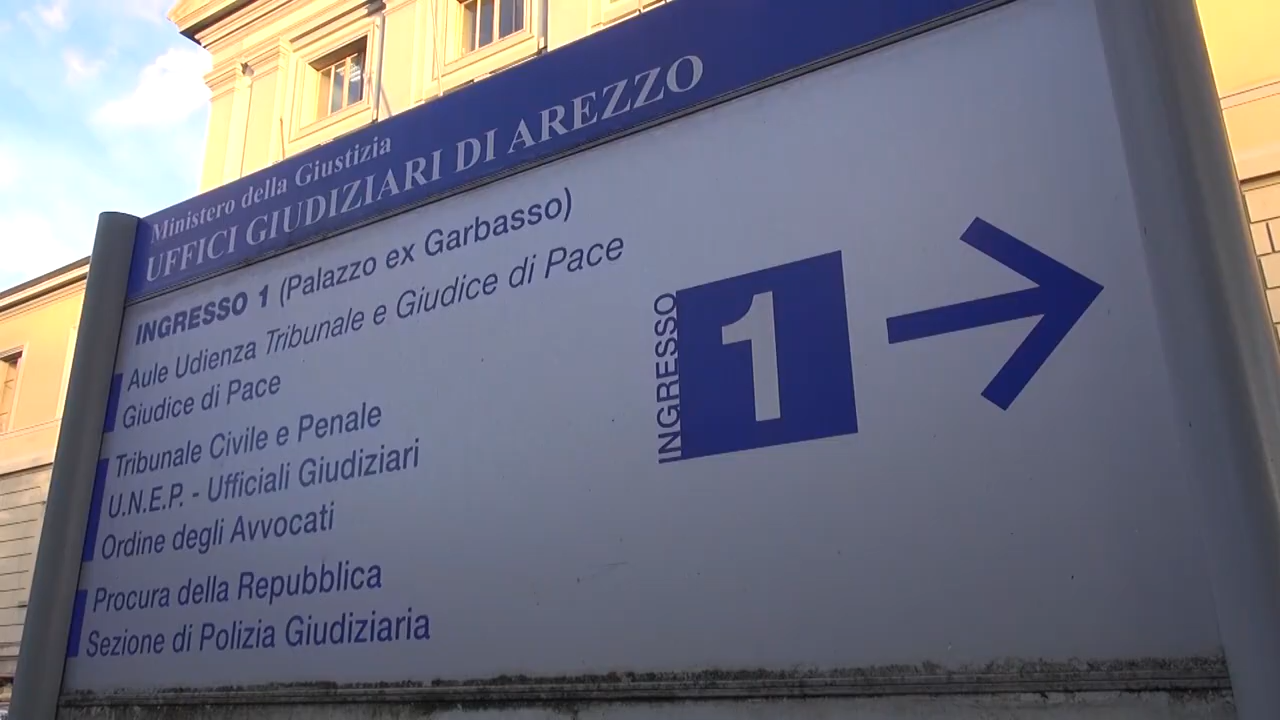 Ministero della Giustizia
UFFICI GIUDIZIARI DI AREZZO
INGRESSO 1 (Palazzo ex Garbasso)
Aule Udienza Tribunale e Giudice di Pace
Giudice di Pace
Tribunale Civile e Penale
U.N.E.P. - Ufficiali Giudiziari
Ordine degli Avvocati
Procura della Repubblica
Sezione di Polizia Giudiziaria
INGRESSO
1